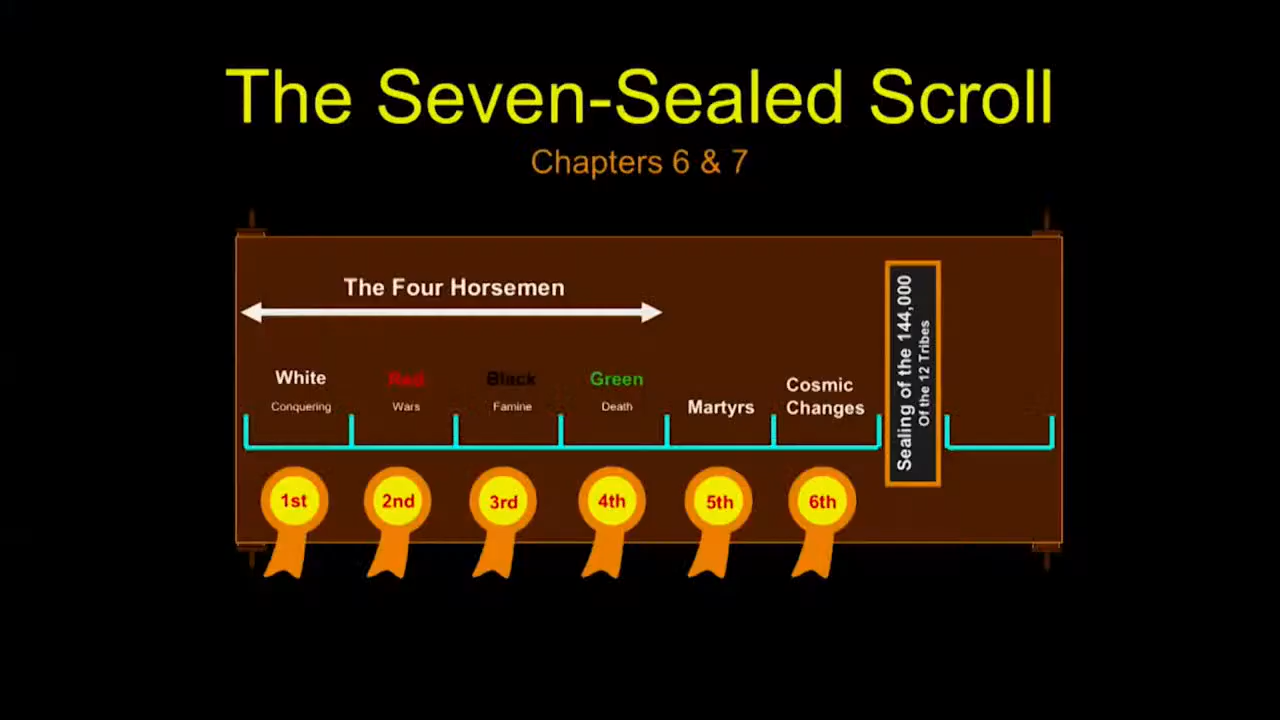 The Seven-Sealed Scroll
Chapters 6 & 7
The Four Horsemen
White
Conquering
Red
Wars
Black
Famine
Green
Death
Martyrs
Cosmic
Changes
Sealing of the 144,000
Of the 12 Tribes
1st
2nd
3rd
4th
5th
6th